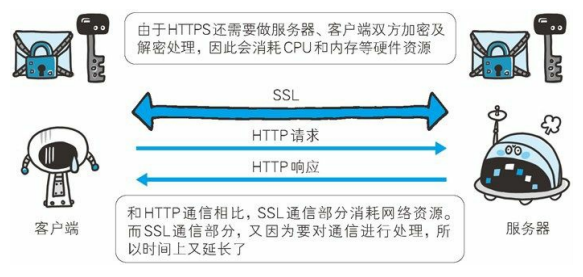 由于HTTPS还需要做服务器、客户端双方加密及
解密处理，因此会消耗CPU和内存等硬件资源
SSL
HTTP请求
HTTP响应
客户端
服务器
和HTTP通信相比，SSL通信部分消耗网络资源。
而SSL通信部分，又因为要对通信进行处理，所
以时间上又延长了